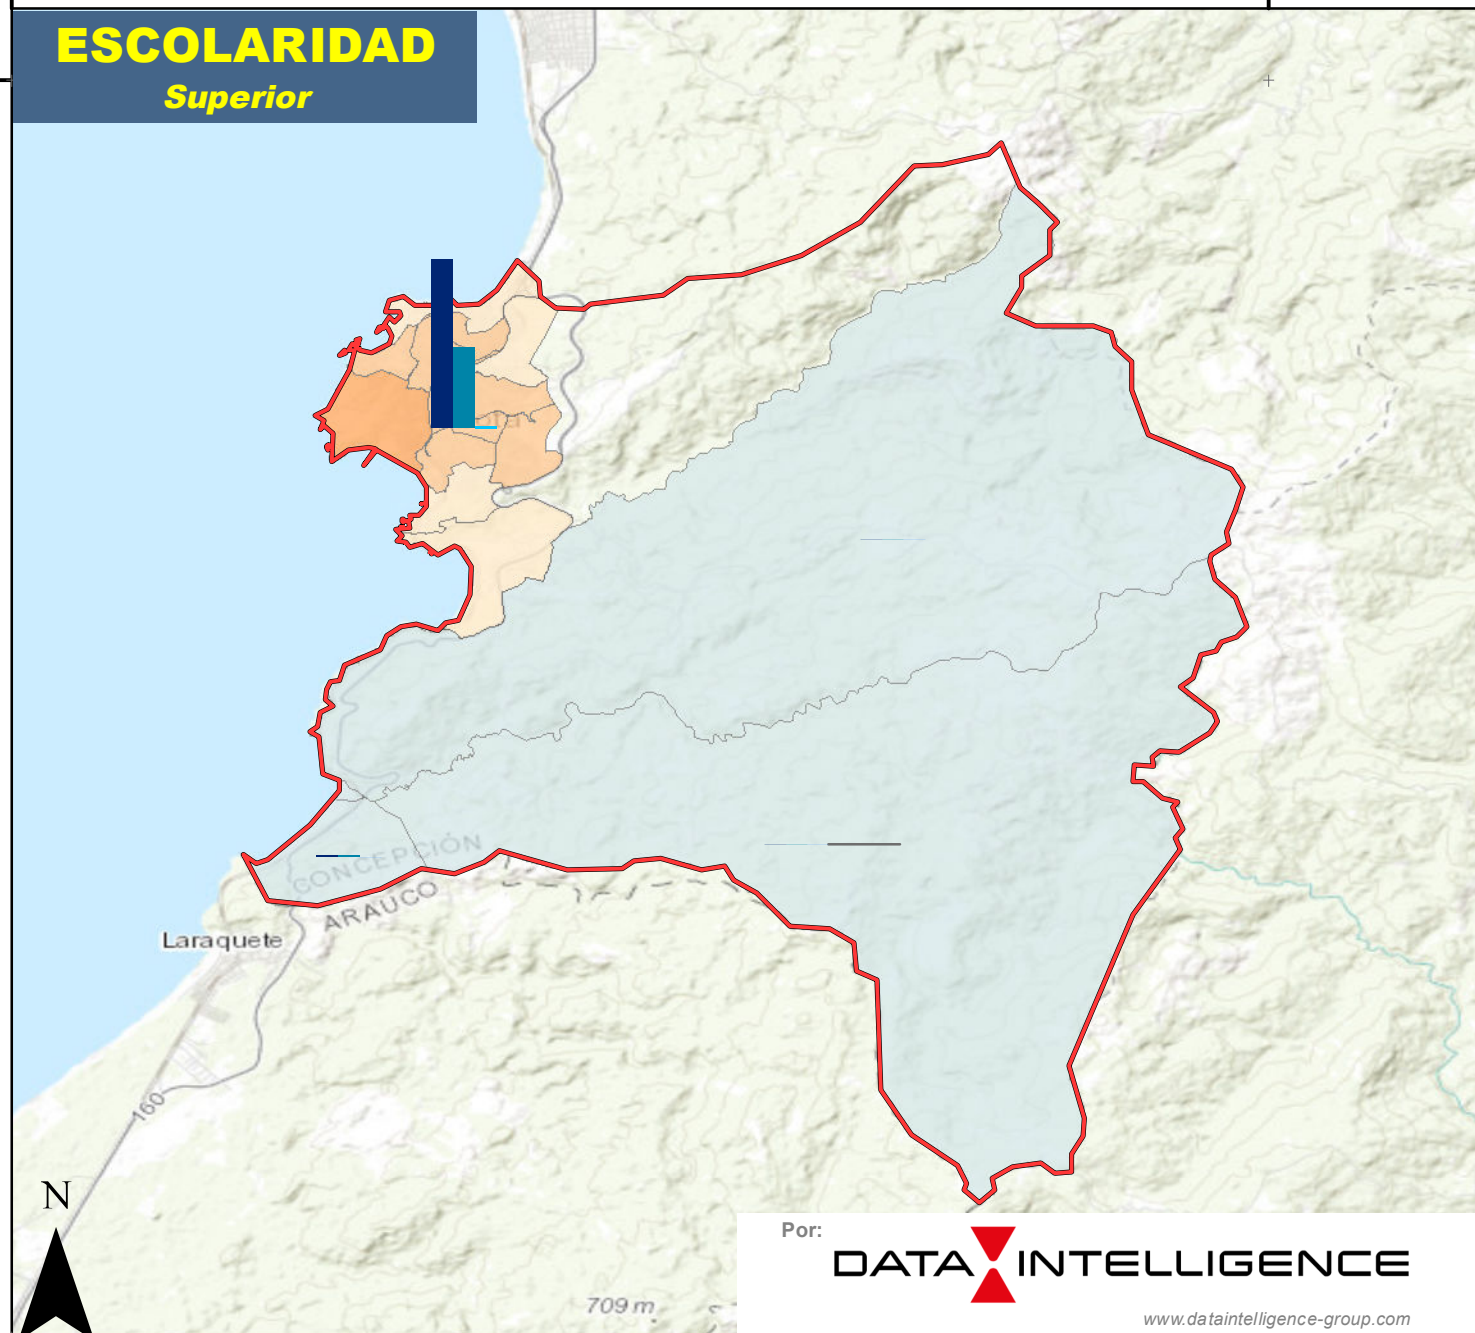 ESCOLARIDAD
Superior
CONCEPCIÓN
ARAUCO
Laraquete
160
N
709 m
Por:
DATA INTELLIGENCE
www.dataintelligence-group.com